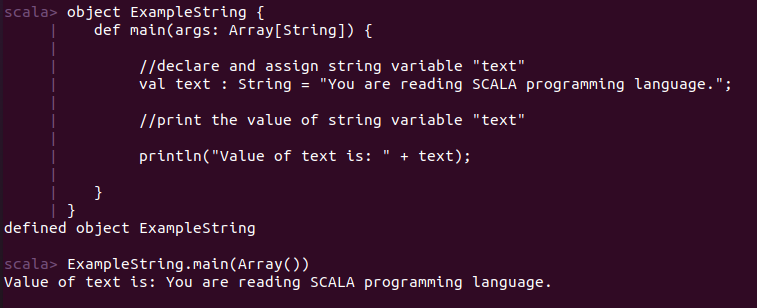 scala> object ExampleString {
     |    def main(args: Array[String]) {
     |
     |         //declare and assign string variable "text"
     |         val text : String = "You are reading SCALA programming language.";
     |
     |         //print the value of string variable "text"
     |
     |         println("Value of text is: " + text);
     |
     |    }
     | }
defined object ExampleString

scala> ExampleString.main(Array())
Value of text is: You are reading SCALA programming language.